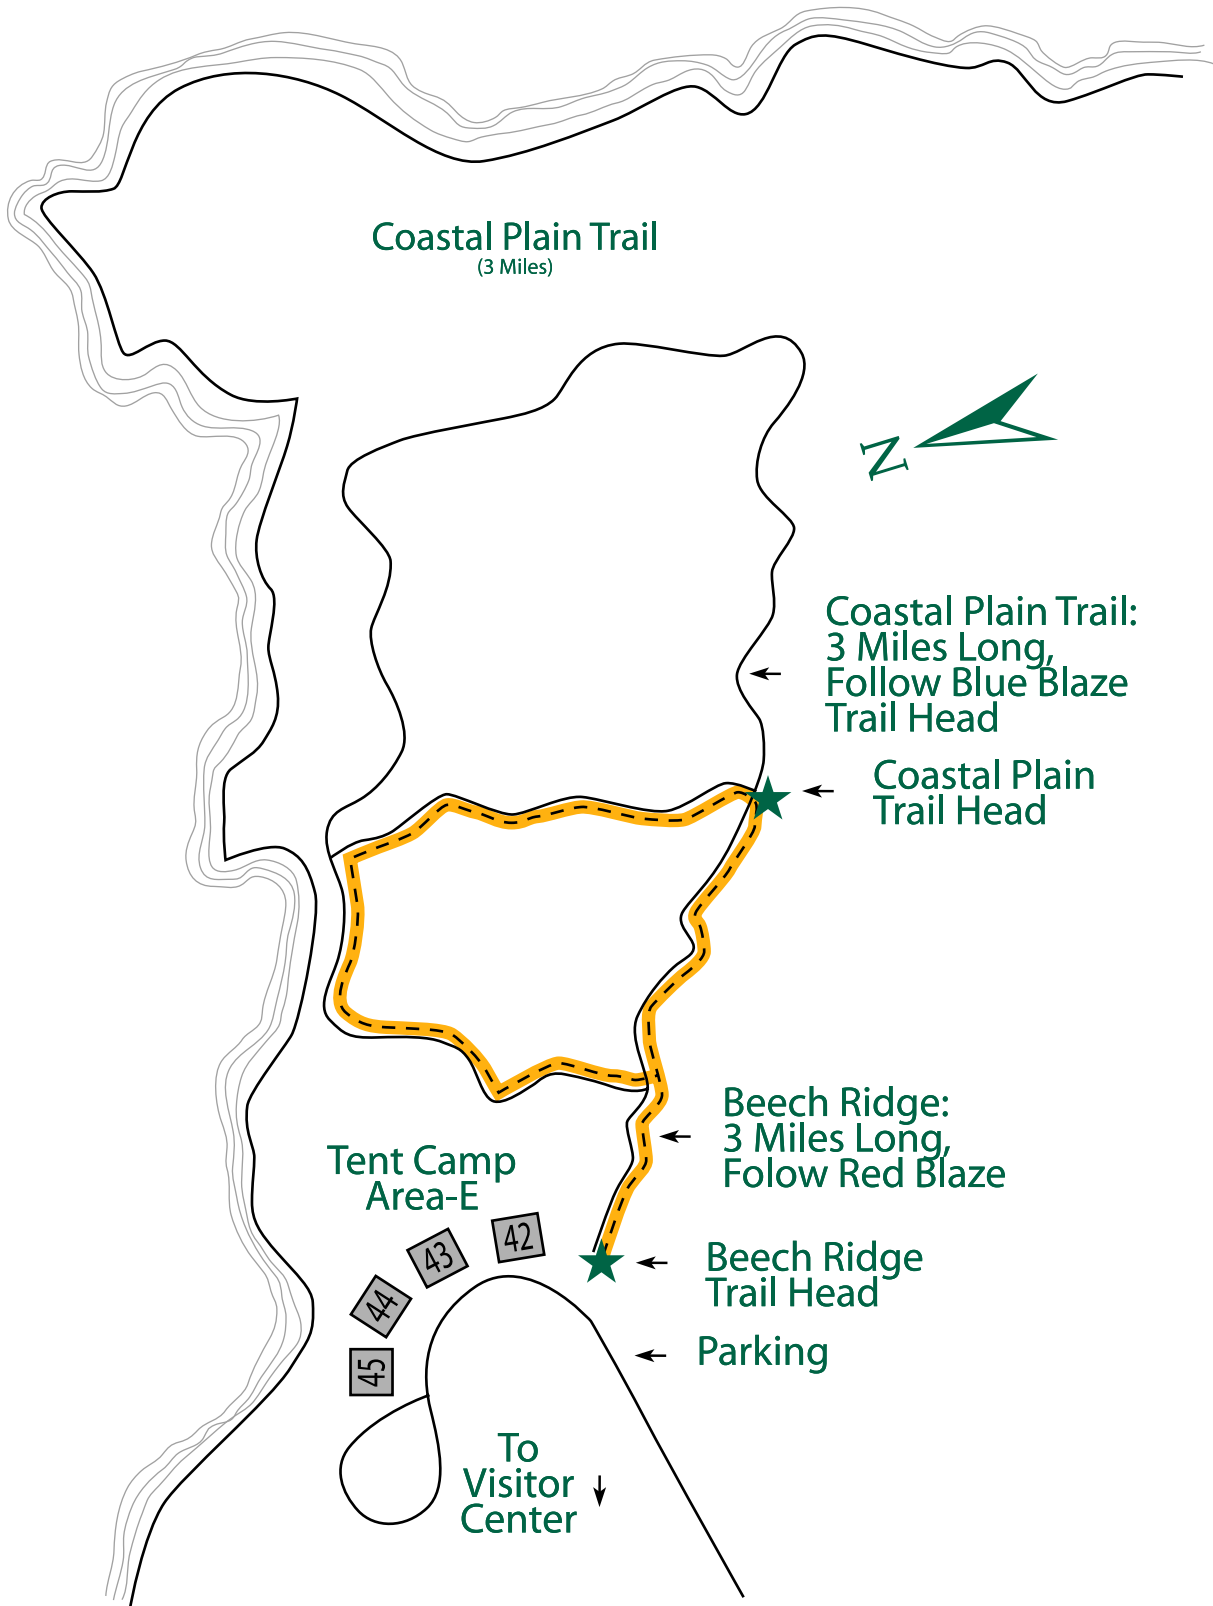 Coastal Plain Trail
(3 Miles)
N
Coastal Plain Trail:
3 Miles Long,
Follow Blue Blaze
Trail Head
Coastal Plain
Trail Head
Beech Ridge:
3 Miles Long,
Folow Red Blaze
Tent Camp
Area-E
42
43
44
45
Beech Ridge
Trail Head
Parking
To
Visitor
Center